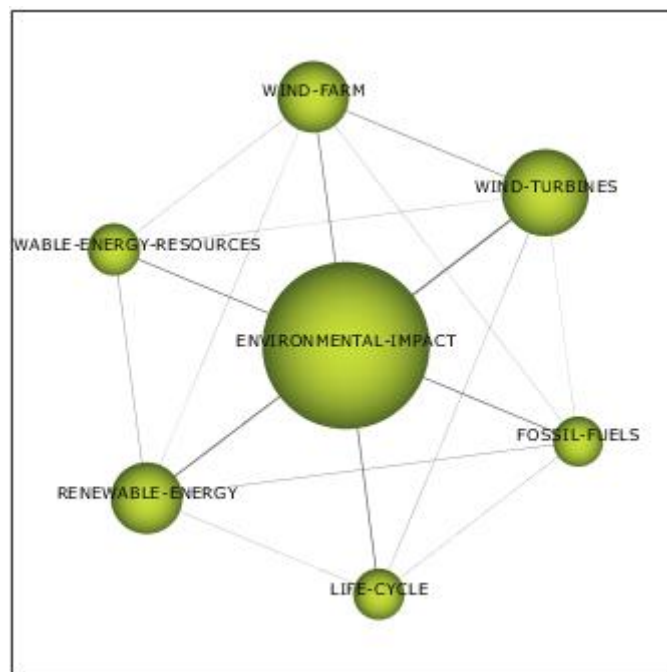 WIND-FARM
WIND-TURBINES
WABLE-ENERGY-RESOURCES
ENVIRONMENTAL-IMPACT
FOSSIL-FUELS
RENEWABLE-ENERGY
LIFE-CYCLE